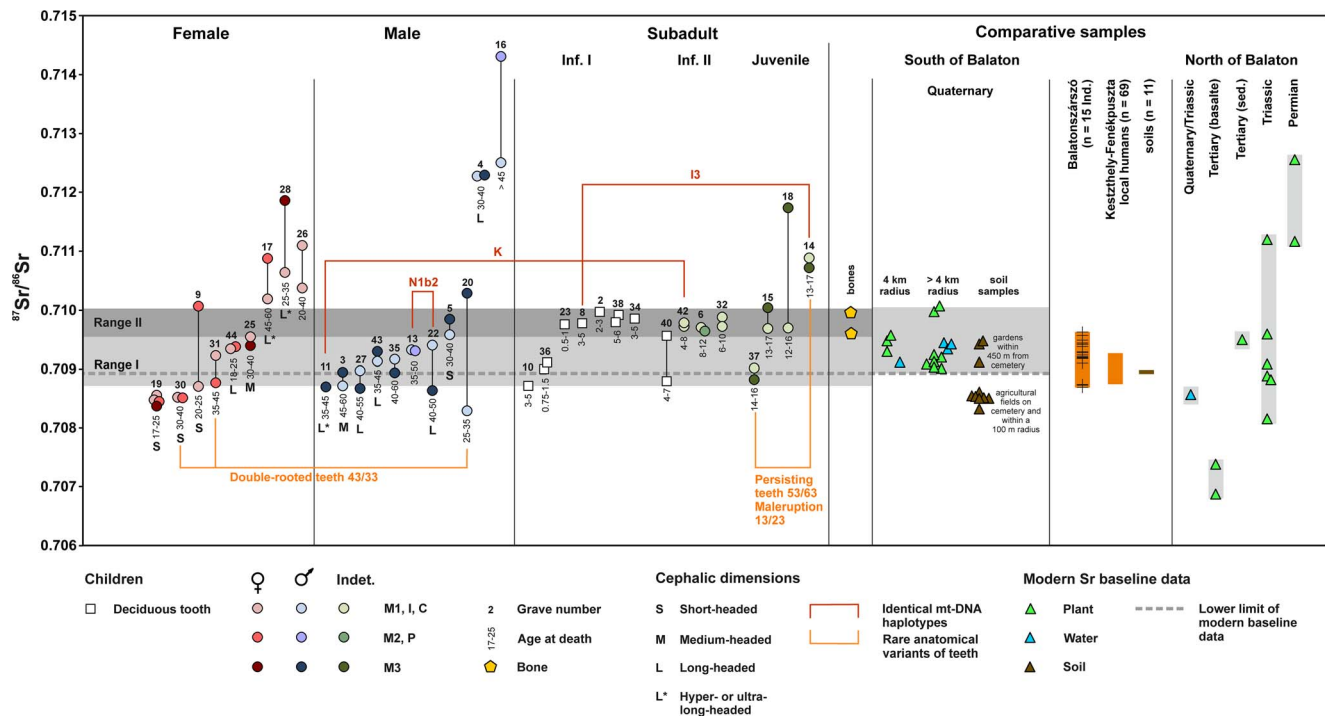 0.715
0.714
0.713
0.712
0.711
0.710
0.709
0.708
0.707
0.706
87Sr/86Sr
Female
Male
Subadult
Comparative samples
Inf. I
Inf. II
Juvenile
South of Balaton
North of Balaton
Quaternary
Balatonszárszó
(n = 15 Ind.)
Kestzthely-Fenékpuszta
local humans (n = 69)
soils (n = 11)
Quaternary/Triassic
Tertiary (basalte)
Tertiary (sed.)
Triassic
Permian
Range II
Range I
19
17-25
S
30
30-40
S
9
20-25
S
31
35-45
44
18-25
L
25
30-40
M
17
45-60
L*
28
25-35
L*
26
20-40
11
35-45
L*
3
45-60
M
27
40-55
L
43
35-45
L
35
40-60
13
35-50
22
40-50
L
5
30-40
S
20
25-35
4
30-40
L
16
> 45
10
3-5
36
0.75-1.5
23
0.5-1
8
3-5
2
2-3
38
5-6
34
3-5
40
4-7
42
4-8
6
8-12
32
6-10
37
14-16
15
13-17
18
12-16
14
13-17
K
N1b2
I3
Double-rooted teeth 43/33
Persisting
teeth 53/63
Maleruption
13/23
bones
4 km
radius
> 4 km
radius
soil
samples
gardens
within
450 m from
cemetery
agricultural
fields on
cemetery and
within a
100 m radius
Children
Deciduous tooth
♀
♂
Indet.
M1, I, C
M2, P
M3
2
Grave number
17-25
Age at death
Bone
Cephalic dimensions
S
Short-headed
M
Medium-headed
L
Long-headed
L*
Hyper- or ultra-
long-headed
Identical mt-DNA
haplotypes
Rare anatomical
variants of teeth
Modern Sr baseline data
Plant
Water
Soil
Lower limit of
modern baseline
data